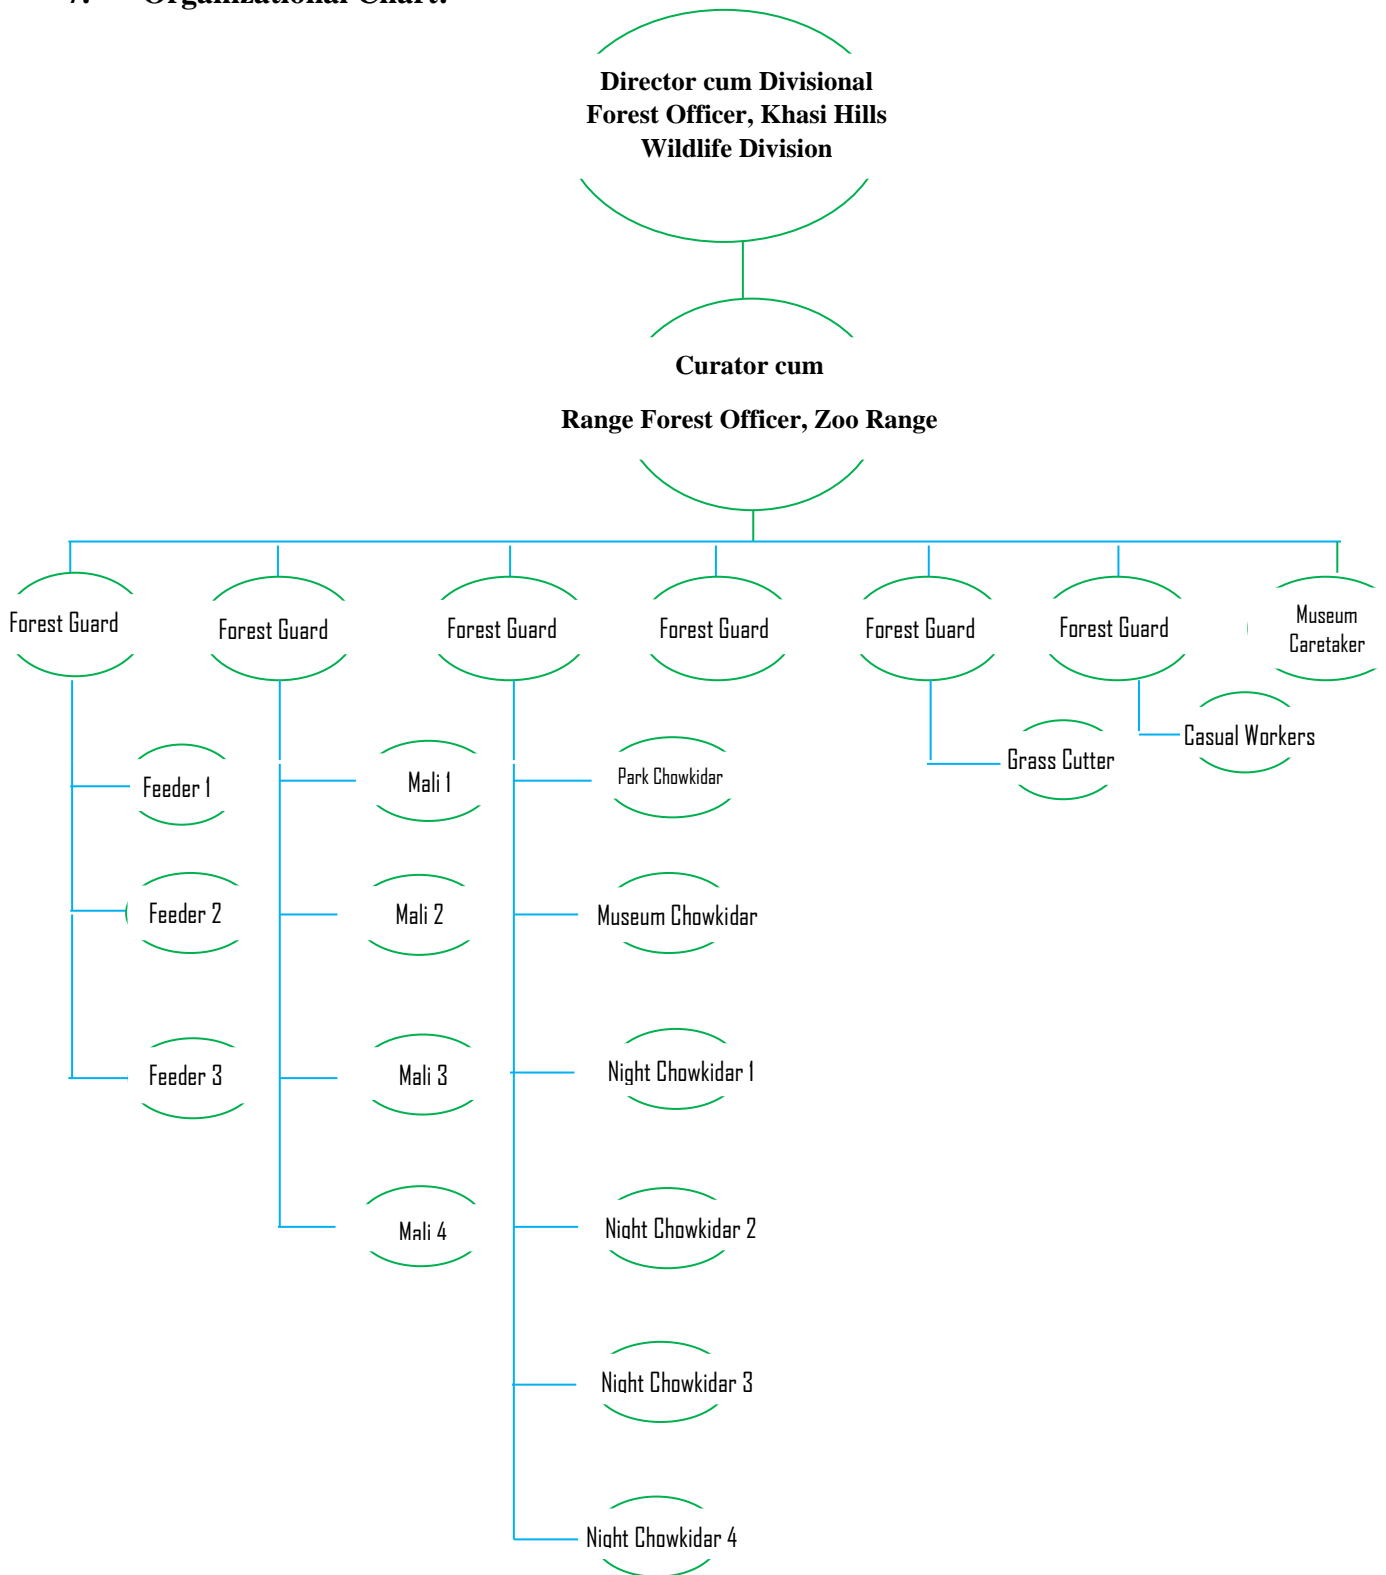 7. Organizational Chart:
Director cum Divisional
Forest Officer, Khasi Hills
Wildlife Division
Curator cum
Range Forest Officer, Zoo Range
Forest Guard
Forest Guard
Forest Guard
Forest Guard
Forest Guard
Forest Guard
Museum
Caretaker
Feeder 1
Feeder 2
Feeder 3
Mali 1
Mali 2
Mali 3
Mali 4
Park Chowkidar
Museum Chowkidar
Night Chowkidar 1
Night Chowkidar 2
Night Chowkidar 3
Night Chowkidar 4
Grass Cutter
Casual Workers